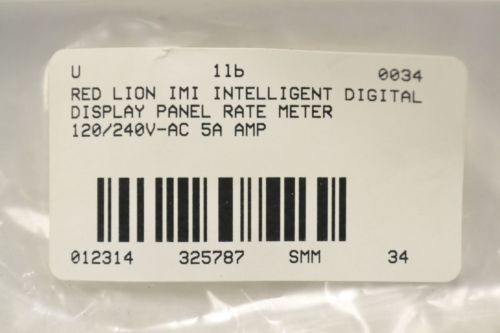 U 1lb 0034
RED LION IMI INTELLIGENT DIGITAL
DISPLAY PANEL RATE METER
120/240V-AC 5A AMP
012314 325787 SMM 34